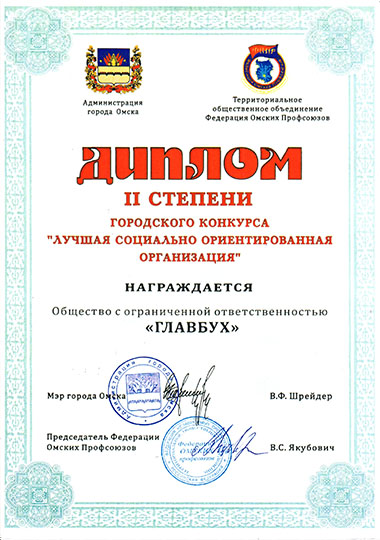 Администрация
города Омска
Территориальное
общественное объединение
Федерация Омских Профсоюзов
ДИПЛОМ
II СТЕПЕНИ
ГОРОДСКОГО КОНКУРСА
"ЛУЧШАЯ СОЦИАЛЬНО ОРИЕНТИРОВАННАЯ
ОРГАНИЗАЦИЯ"
НАГРАЖДАЕТСЯ
Общество с ограниченной ответственностью
«ГЛАВБУХ»
Мэр города Омска
В.Ф. Шрейдер
Председатель Федерации
Омских Профсоюзов
В.С. Якубович